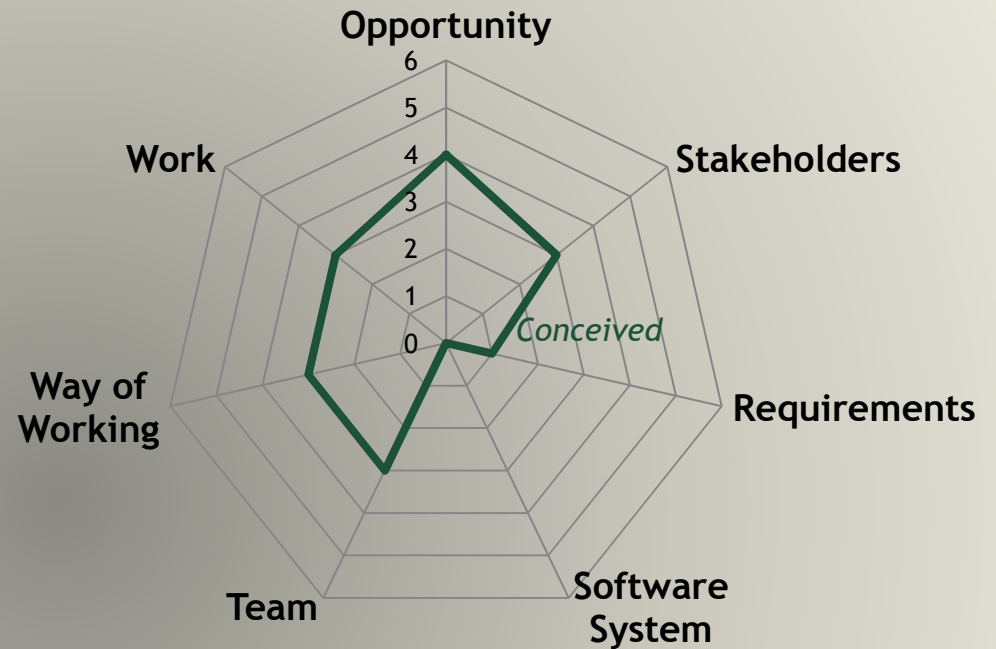 Opportunity
6
5
4
3
2
1
0
Work
Stakeholders
Conceived
Way of
Working
Requirements
Team
Software
System